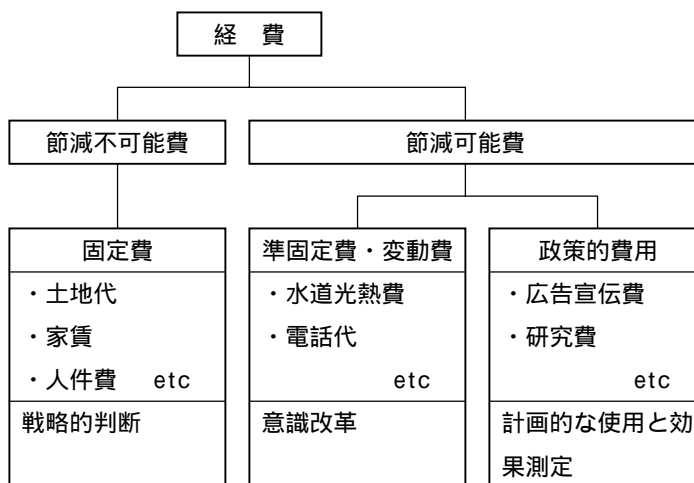 経　費
節減不可能費
節減可能費
固定費
・土地代
・家賃
・人件費　etc
戦略的判断
準固定費・変動費
・水道光熱費
・電話代
etc
意識改革
政策的費用
・広告宣伝費
・研究費
etc
計画的な使用と効
果測定